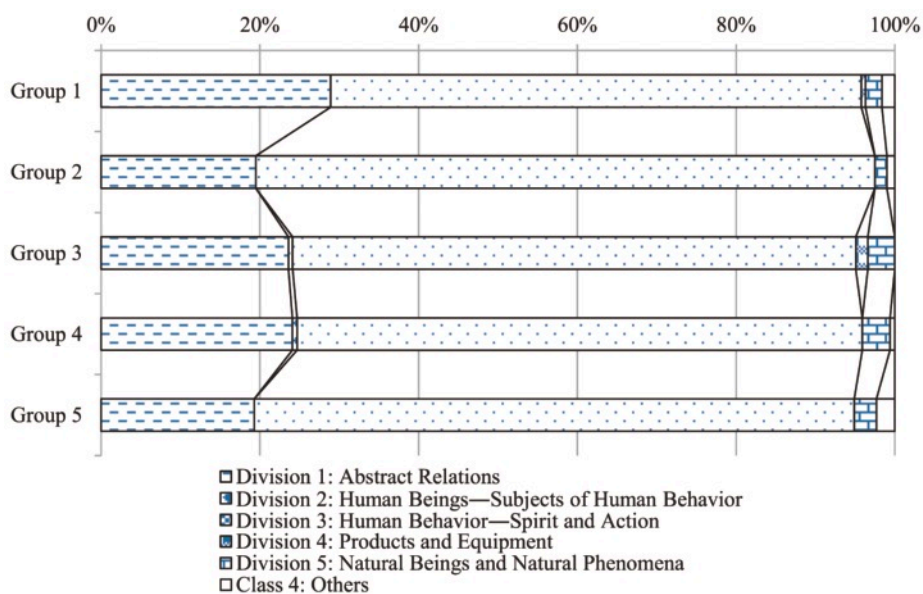 0% 20% 40% 60% 80% 100%
Group 1
Group 2
Group 3
Group 4
Group 5
Division 1: Abstract Relations
Division 2: Human Beings—Subjects of Human Behavior
Division 3: Human Behavior—Spirit and Action
Division 4: Products and Equipment
Division 5: Natural Beings and Natural Phenomena
Class 4: Others